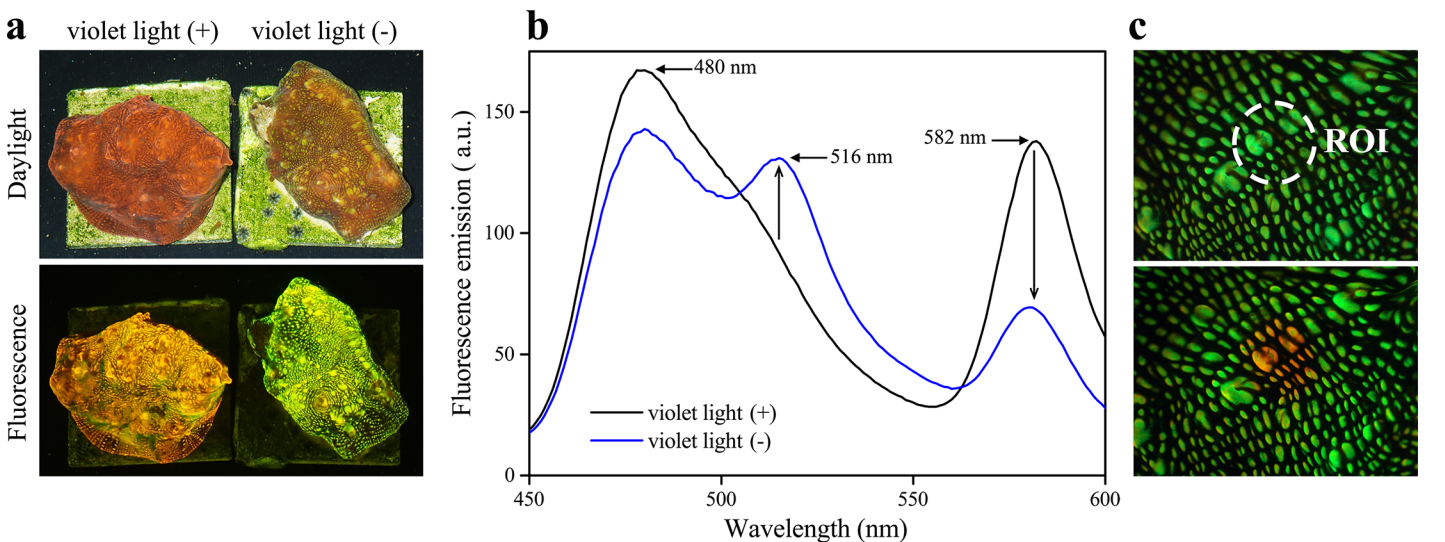 a
violet light (+) violet light (-)
Daylight
Fluorescence
b
Fluorescence emission ( a.u.)
150
100
50
0
480 nm
516 nm
582 nm
violet light (+)
violet light (-)
450 500 550 600
Wavelength (nm)
c
ROI